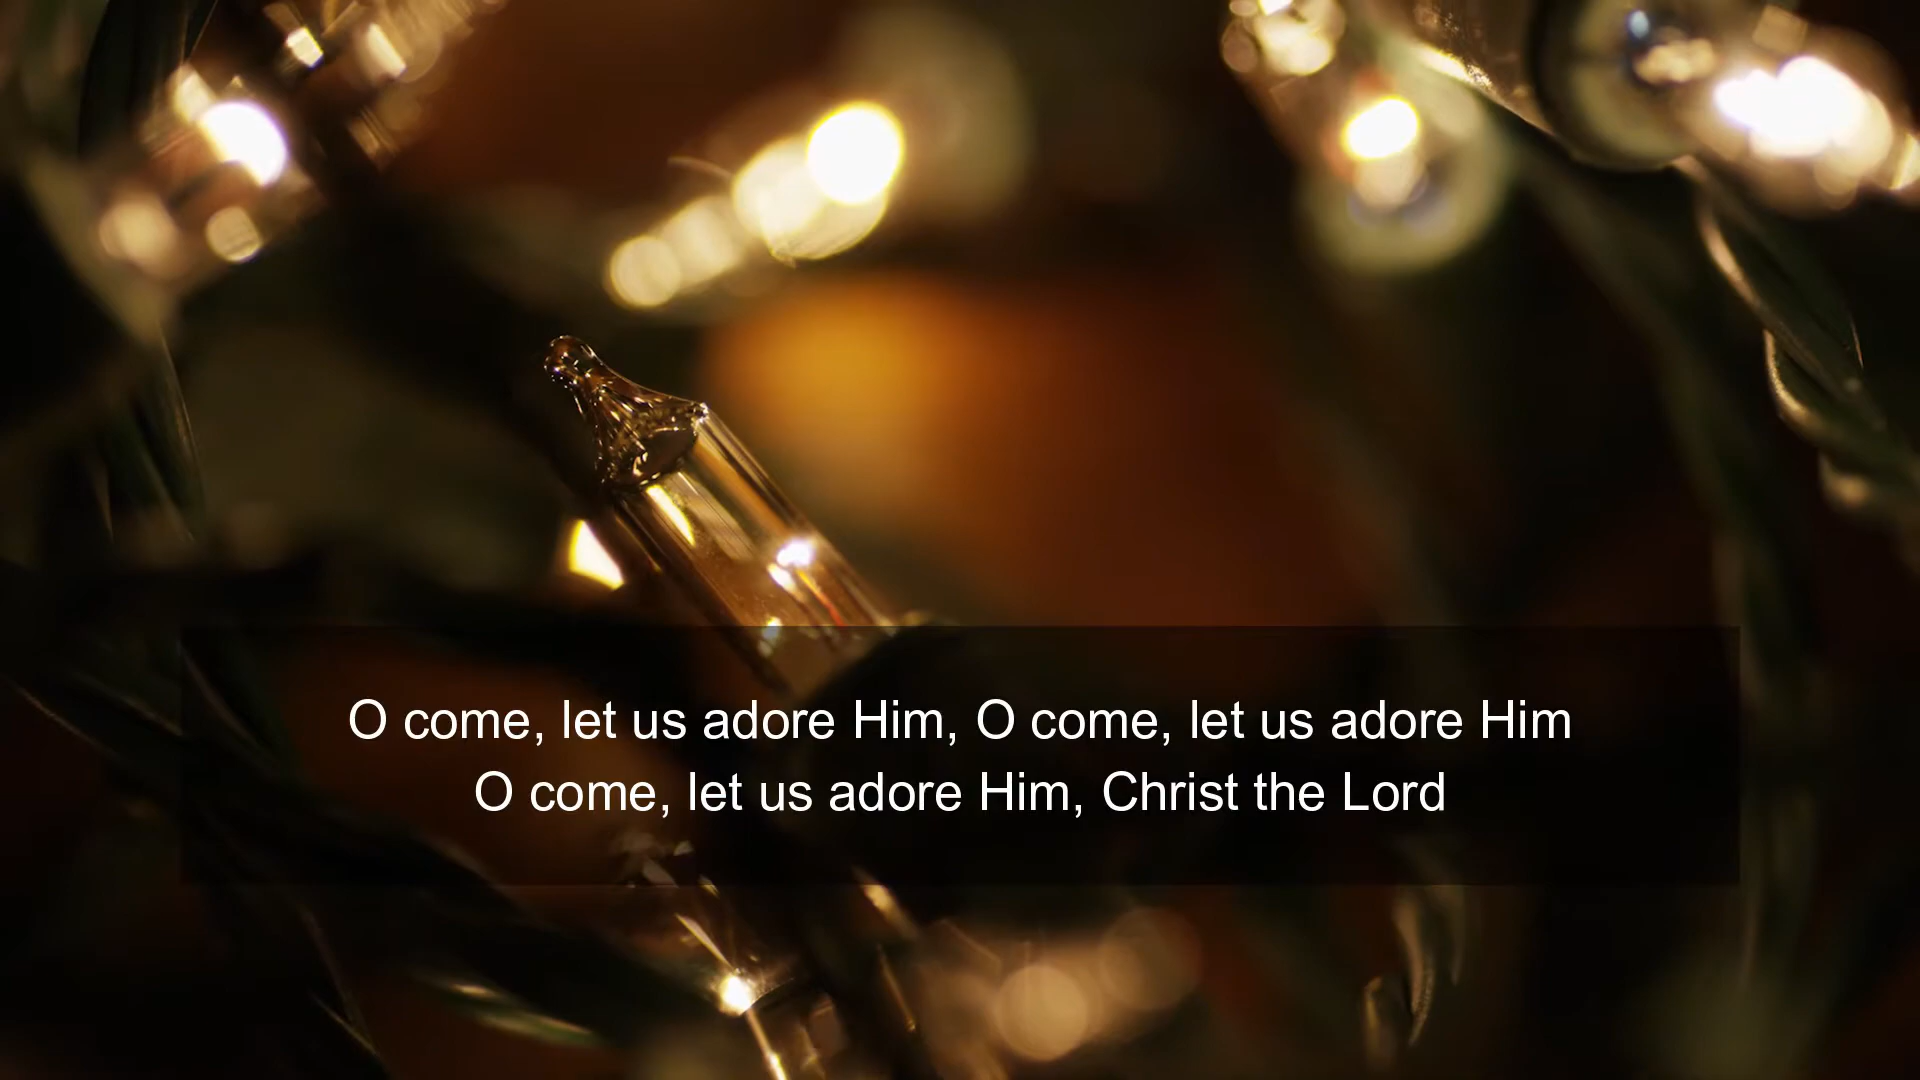 O come, let us adore Him, O come, let us adore Him
O come, let us adore Him, Christ the Lord